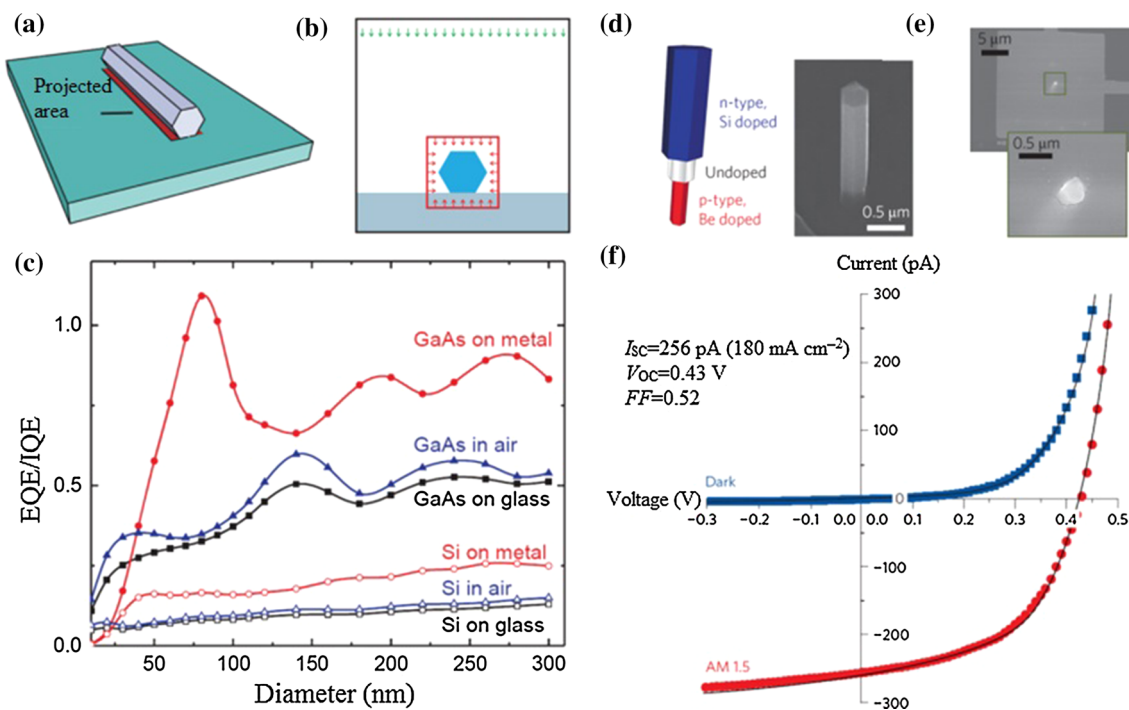 (a)
Projected
area
(b)
(c)
EQE/IQE
1.0
0.5
0.0
GaAs on metal
GaAs in air
GaAs on glass
Si on metal
Si in air
Si on glass
50
100
150
200
250
300
Diameter (nm)
(d)
n-type,
Si doped
Undoped
p-type,
Be doped
0.5 μm
(e)
5 μm
0.5 μm
(f)
Current (pA)
300
200
100
0
−100
−200
−300
I_SC=256 pA (180 mA cm⁻²)
V_OC=0.43 V
FF=0.52
Dark
Voltage (V)
−0.3
−0.2
−0.1
0.0
0.0
0.1
0.2
0.3
0.4
0.5
AM 1.5